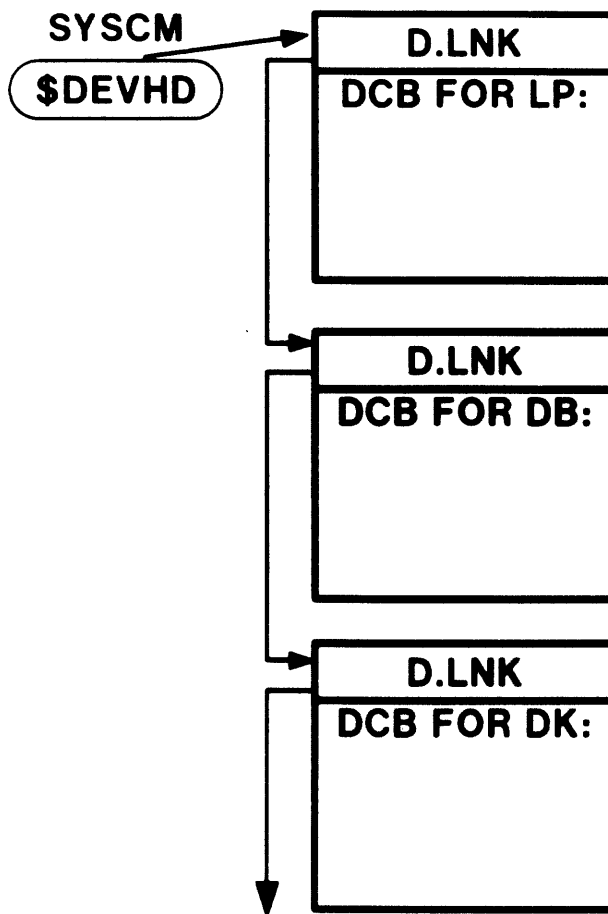 SYSCM
$DEVHD
D.LNK
DCB FOR LP:
D.LNK
DCB FOR DB:
D.LNK
DCB FOR DK: